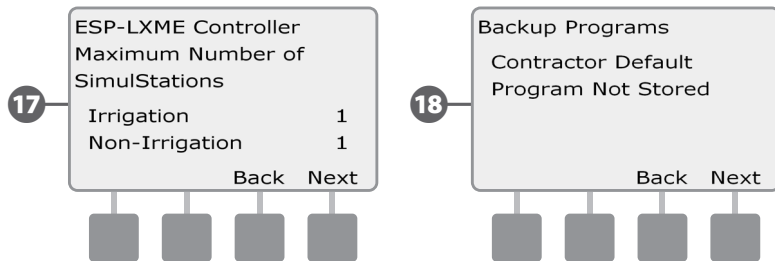 17
ESP-LXME Controller
Maximum Number of
SimulStations
Irrigation 1
Non-Irrigation 1
Back Next
18
Backup Programs
Contractor Default
Program Not Stored
Back Next